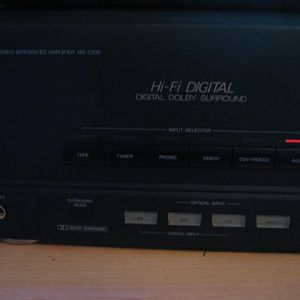 STEREO INTEGRATED AMPLIFIER MX-2200
Hi-Fi DIGITAL
DIGITAL DOLBY SURROUND
INPUT SELECTOR
TAPE TUNER PHONO VIDEO1 CDV/VIDEO2
SURROUND MODE
OPTICAL INPUT
DOLBY SURROUND
DIGITAL INPUT